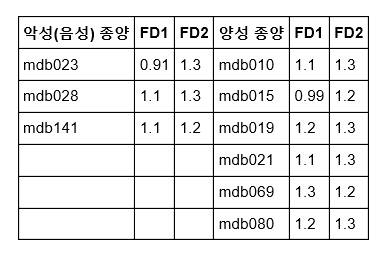 악성(음성) 종양 FD1 FD2 양성 종양 FD1 FD2
mdb023 0.91 1.3 mdb010 1.1 1.3
mdb028 1.1 1.3 mdb015 0.99 1.2
mdb141 1.1 1.2 mdb019 1.2 1.3
mdb021 1.1 1.3
mdb069 1.3 1.2
mdb080 1.2 1.3